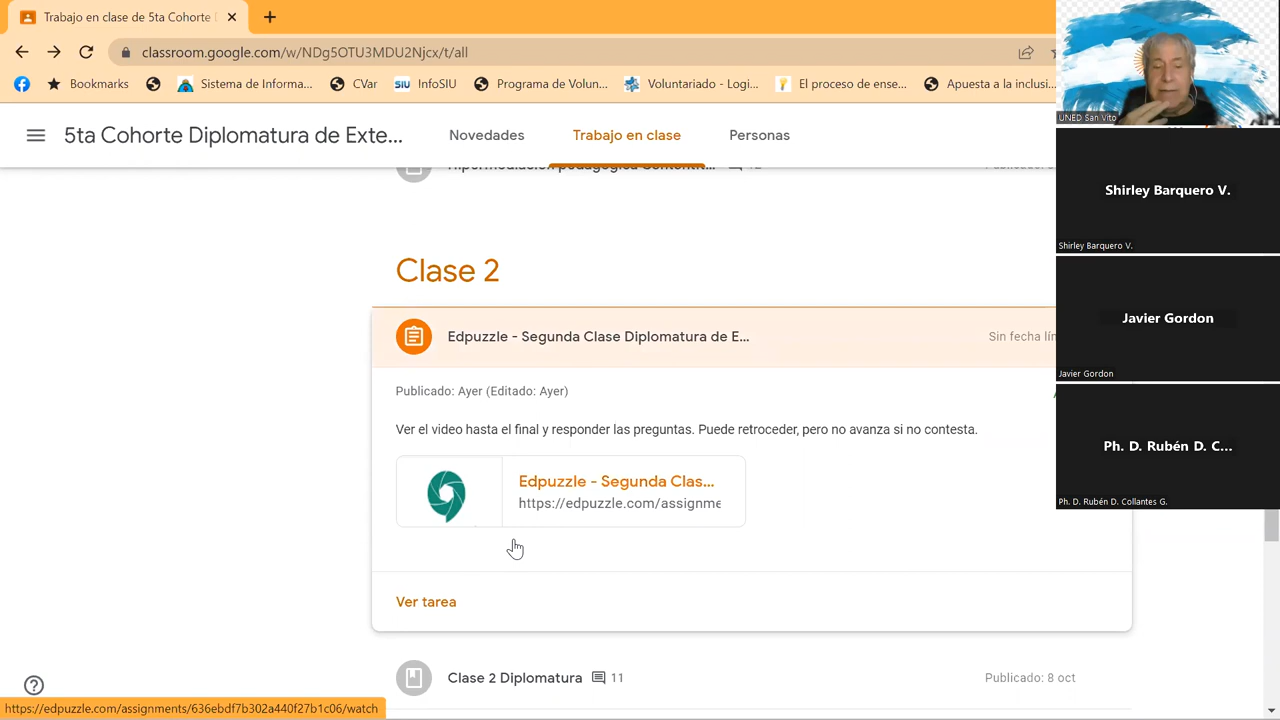 Trabajo en clase de 5ta Cohorte D
classroom.google.com/w/NDg5OTU3MDU2Njcx/t/all
Bookmarks
Sistema de Informa...
CVar
SIU InfoSIU
Programa de Volun...
Voluntariado - Logi...
El proceso de ense...
Apuesta a la inclusi...
5ta Cohorte Diplomatura de Exte...
Novedades
Trabajo en clase
Personas
Clase 2
Edpuzzle - Segunda Clase Diplomatura de E...
Sin fecha lím
Publicado: Ayer (Editado: Ayer)
Ver el video hasta el final y responder las preguntas. Puede retroceder, pero no avanza si no contesta.
Edpuzzle - Segunda Clas...
https://edpuzzle.com/assignme
Ver tarea
Clase 2 Diplomatura 11
Publicado: 8 oct
https://edpuzzle.com/assignments/636ebdf7b302a440f27b1c06/watch
UNED San Vito
Shirley Barquero V.
Shirley Barquero V.
Javier Gordon
Javier Gordon
Ph. D. Rubén D. C...
Ph. D. Rubén D. Collantes G.